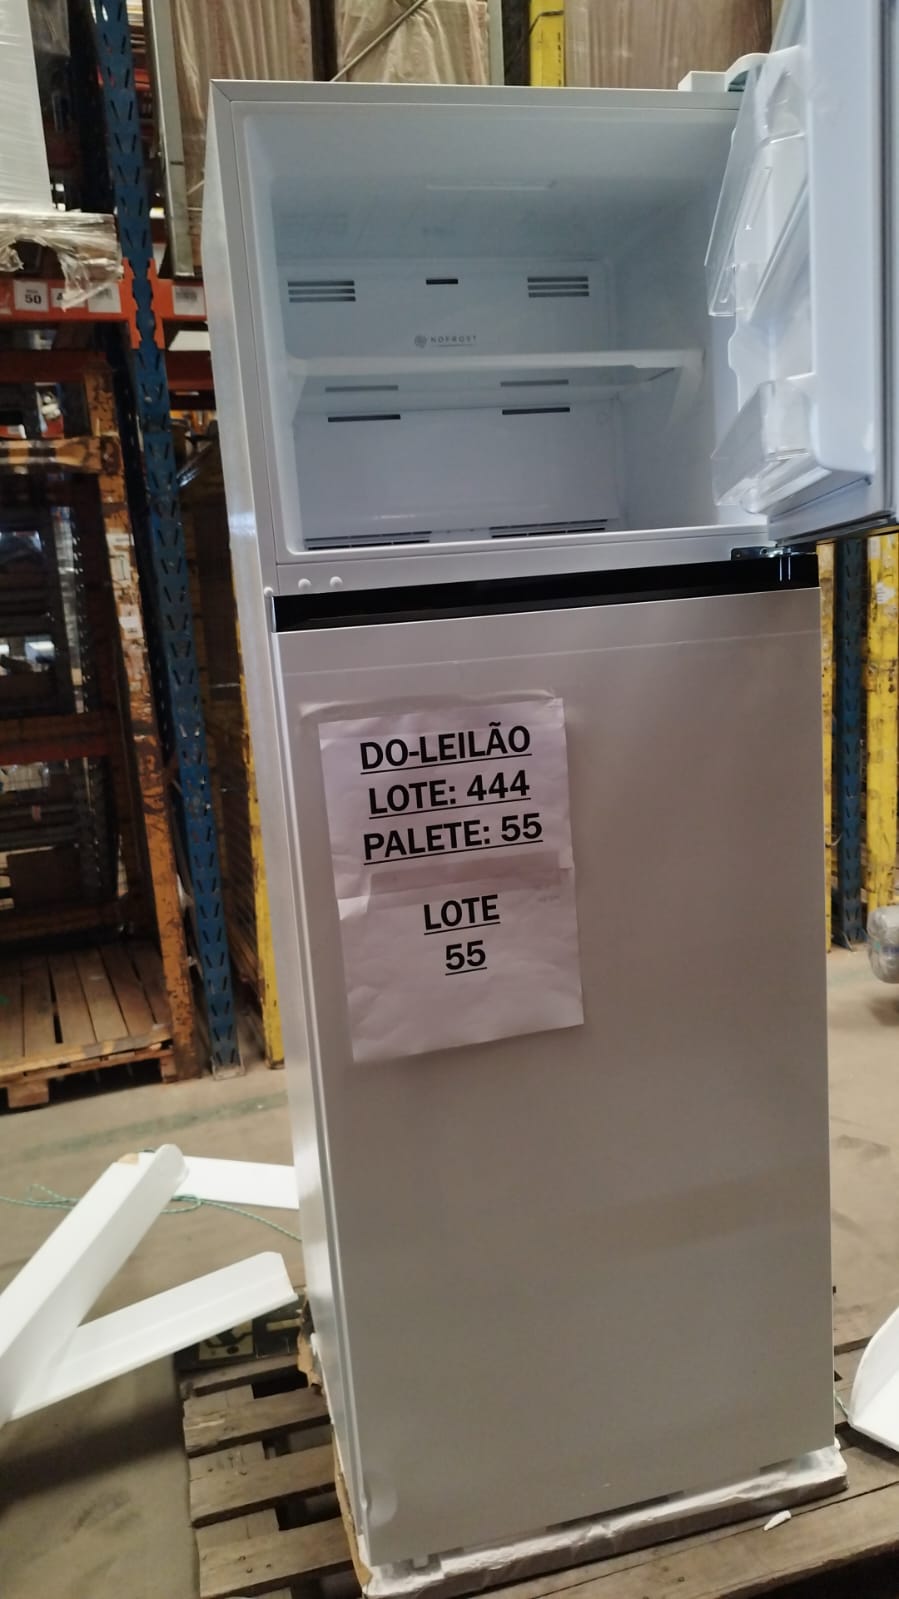 50
NOFROST
DO-LEILÃO
LOTE: 444
PALETE: 55
LOTE
55